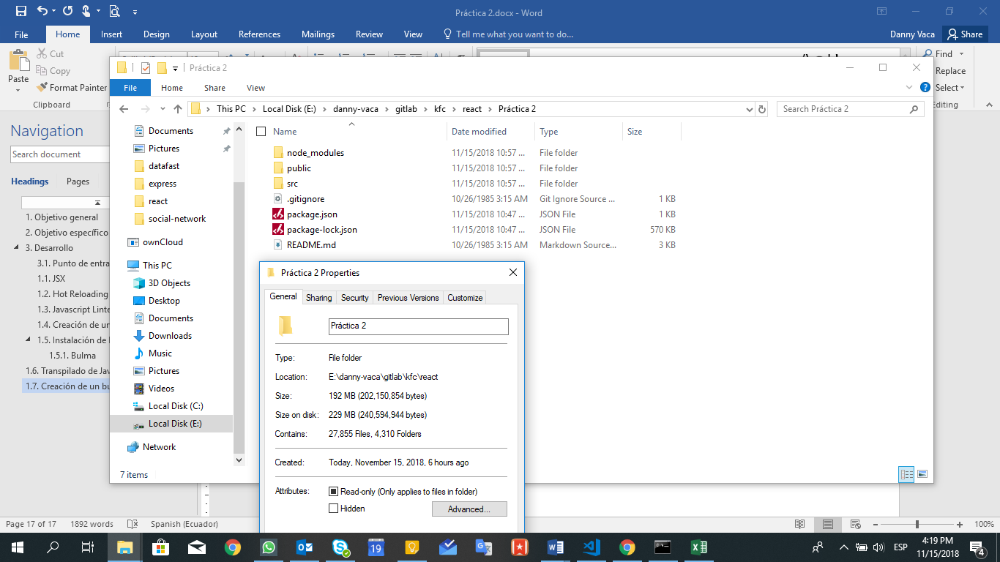 Práctica 2.docx - Word
File Home Insert Design Layout References Mailings Review View Tell me what you want to do... Danny Vaca Share
Paste
Cut
Copy
Format Painter
Clipboard
Find
Replace
Select
Editing
Navigation
Search document
Headings Pages
1. Objetivo general
2. Objetivo específico
3. Desarrollo
3.1. Punto de entra
1.1. JSX
1.2. Hot Reloading
1.3. Javascript Linte
1.4. Creación de un
1.5. Instalación de
1.5.1. Bulma
1.6. Transpilado de Jav
1.7. Creación de un bu
Práctica 2
File Home Share View
This PC > Local Disk (E:) > danny-vaca > gitlab > kfc > react > Práctica 2
Search Práctica 2
Documents
Pictures
datafast
express
react
social-network
ownCloud
This PC
3D Objects
Desktop
Documents
Downloads
Music
Pictures
Videos
Local Disk (C:)
Local Disk (E:)
Network
7 items
Name Date modified Type Size
node_modules 11/15/2018 10:57 ... File folder
public 11/15/2018 10:57 ... File folder
src 11/15/2018 10:57 ... File folder
.gitignore 10/26/1985 3:15 AM Git Ignore Source ... 1 KB
package.json 11/15/2018 10:47 ... JSON File 1 KB
package-lock.json 11/15/2018 10:47 ... JSON File 570 KB
README.md 10/26/1985 3:15 AM Markdown Source... 3 KB
Práctica 2 Properties
General Sharing Security Previous Versions Customize
Práctica 2
Type: File folder
Location: E:\danny-vaca\gitlab\kfc\react
Size: 192 MB (202,150,854 bytes)
Size on disk: 229 MB (240,594,944 bytes)
Contains: 27,855 Files, 4,310 Folders
Created: Today, November 15, 2018, 6 hours ago
Attributes: Read-only (Only applies to files in folder)
Hidden
Advanced...
Page 17 of 17 1892 words Spanish (Ecuador) 100%
19
ESP
4:19 PM
11/15/2018
4